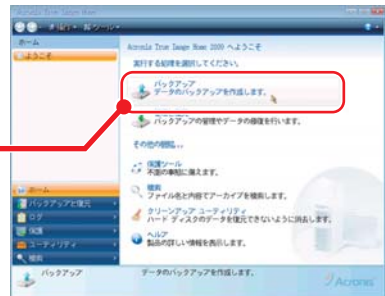 Acronis True Image Home
操作
ツール
ホーム
ようこそ
Acronis True Image Home 2009 へようこそ
実行する処理を選択してください。
バックアップ
データのバックアップを作成します。
バックアップの管理やデータの修復を行います。
その他の機能...
保護ツール
不測の事態に備えます。
検索
ファイル名と内容でアーカイブを検索します。
クリーンアップ ユーティリティ
ハード ディスクのデータを復元できないように消去します。
ヘルプ
製品の詳しい情報を表示します。
ホーム
バックアップと復元
ログ
保護
ユーティリティ
検索
バックアップ
データのバックアップを作成します。
Acronis